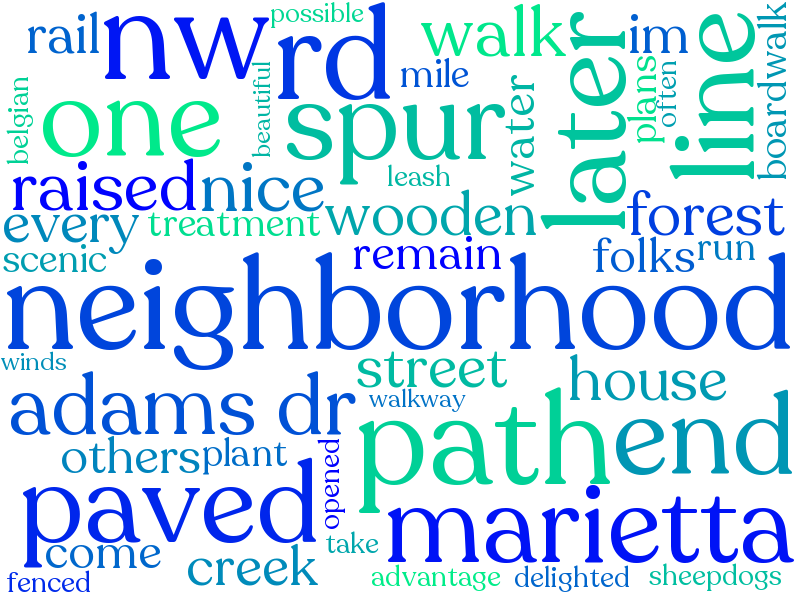 possible
rail
nw
rd
walk
im
later
line
boardwalk
mile
plans
often
belgian
one
beautiful
spur
water
leash
raised
nice
every
treatment
wooden
forest
scenic
remain
folks
run
neighborhood
winds
street
house
adams dr
walkway
path
end
others
plant
opened
paved
marietta
come
creek
take
fenced
advantage
delighted
sheepdogs